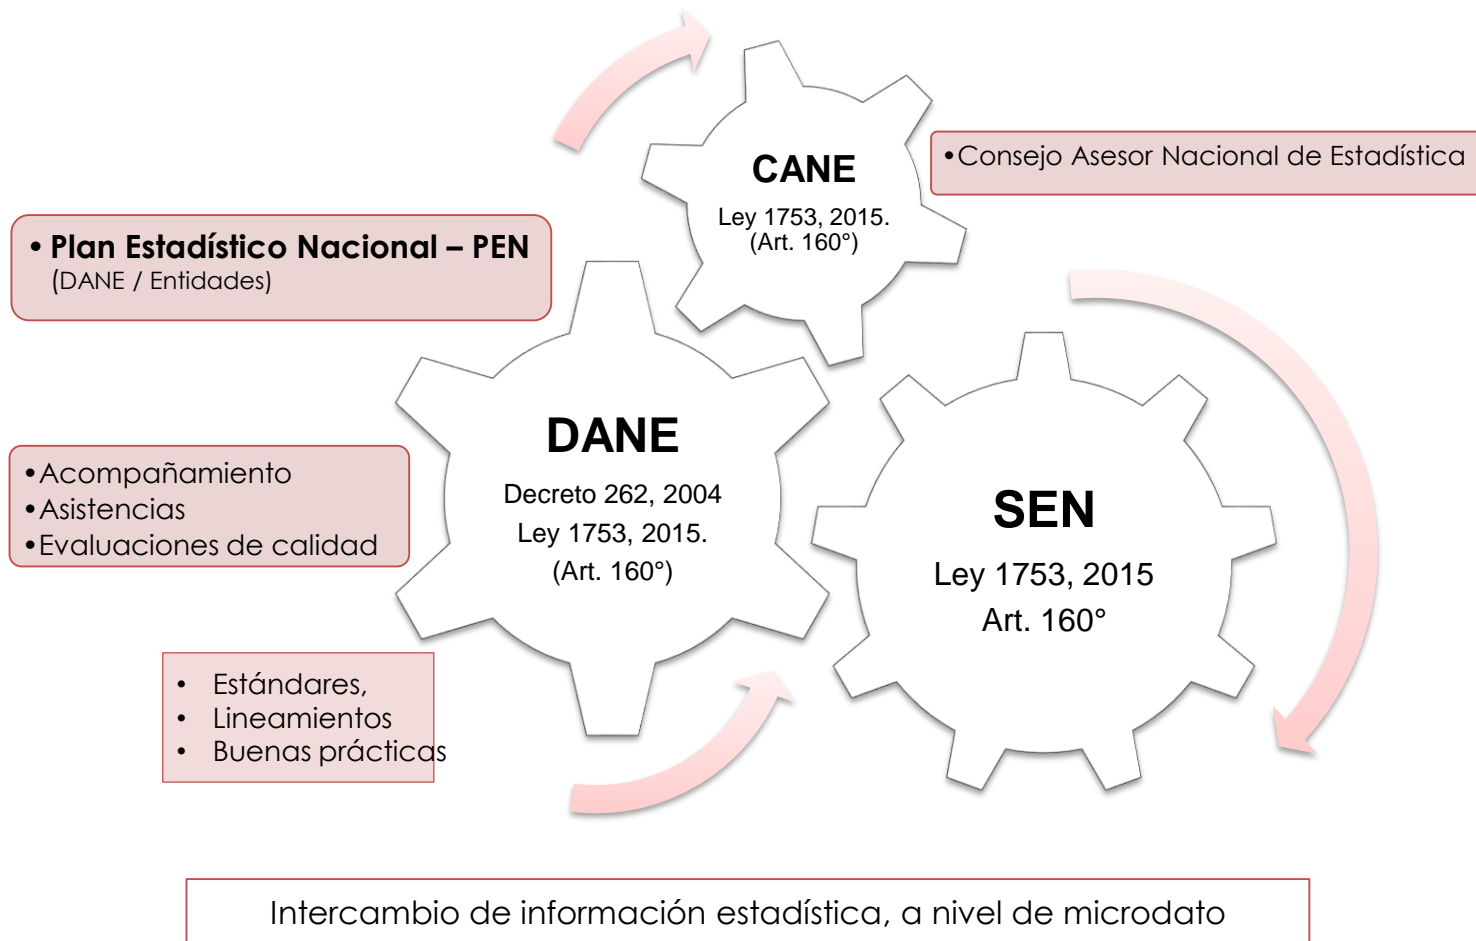 CANE
Ley 1753, 2015.
(Art. 160°)
•Consejo Asesor Nacional de Estadística
• Plan Estadístico Nacional – PEN
(DANE / Entidades)
DANE
Decreto 262, 2004
Ley 1753, 2015.
(Art. 160°)
•Acompañamiento
•Asistencias
•Evaluaciones de calidad
SEN
Ley 1753, 2015
Art. 160°
• Estándares,
• Lineamientos
• Buenas prácticas
Intercambio de información estadística, a nivel de microdato